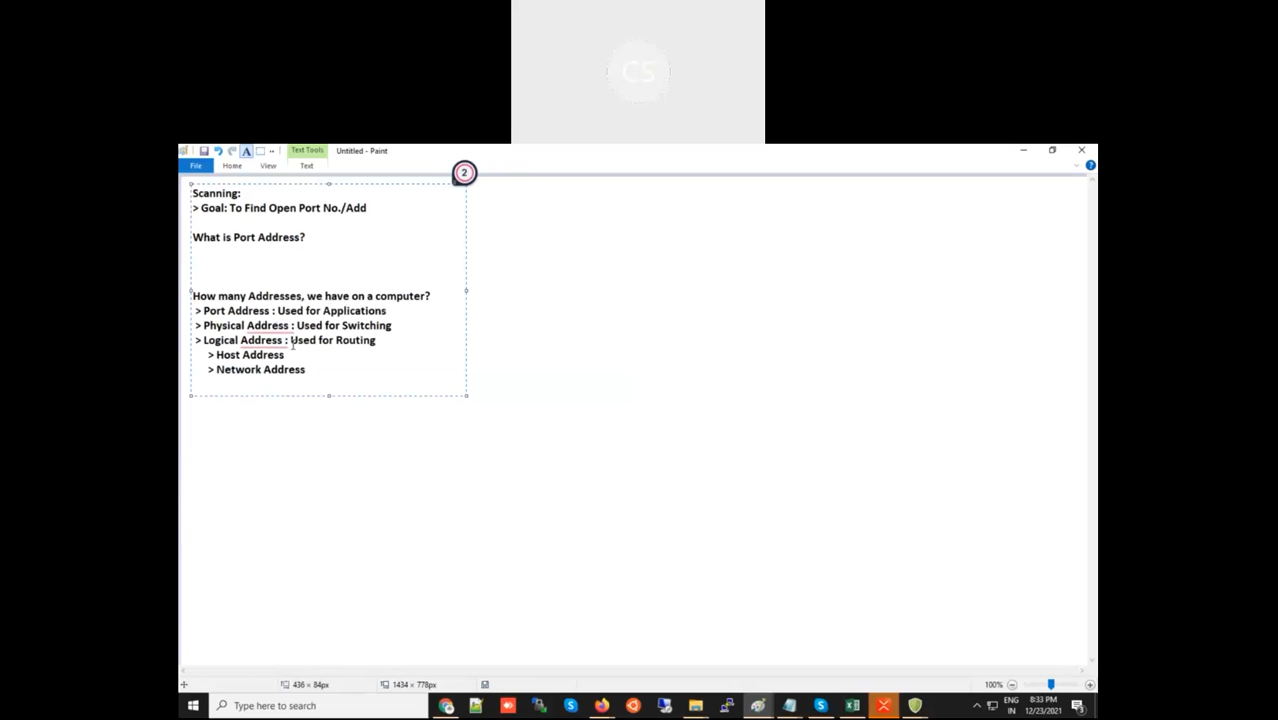 CS
Text Tools
Untitled - Paint
File
Home
View
Text
2
Scanning:
> Goal: To Find Open Port No./Add
What is Port Address?
How many Addresses, we have on a computer?
> Port Address : Used for Applications
> Physical Address : Used for Switching
> Logical Address : Used for Routing
> Host Address
> Network Address
436 × 84px
1434 × 778px
100%
Type here to search
ENG
IN
8:33 PM
12/23/2021
3